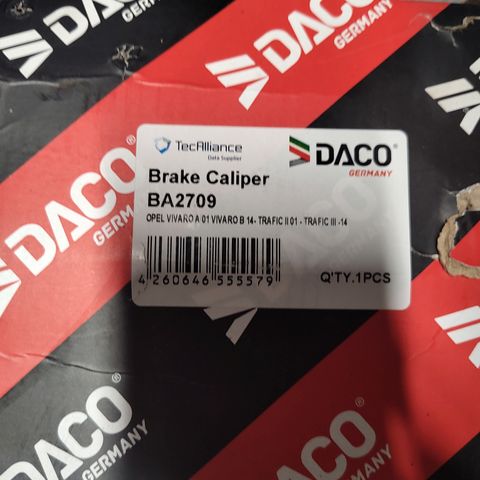 DACO®
GERMANY
DACO®
GERMANY
DACO®
GERMANY
TecAlliance
Data Supplier
DACO®
GERMANY
Brake Caliper
BA2709
OPEL VIVARO A 01 VIVARO B 14- TRAFIC II 01 - TRAFIC III -14
4 260646 555579
Q'TY.1PCS
DACO®
GERMANY
DACO®
GERMANY